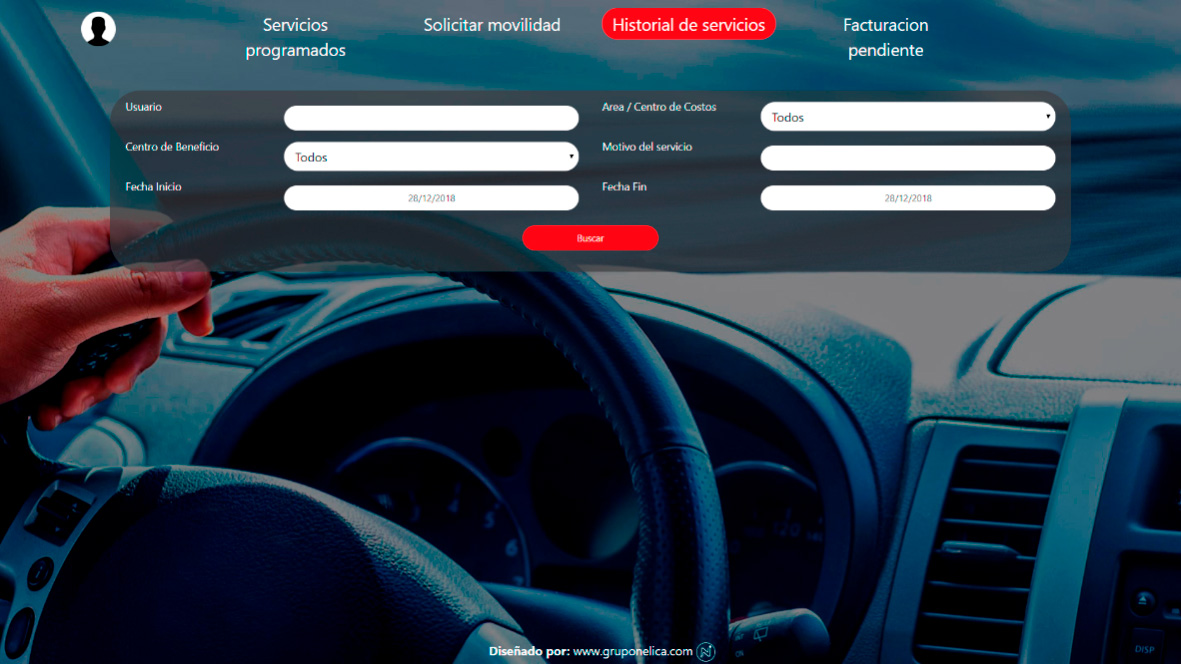 Servicios
programados
Solicitar movilidad
Historial de servicios
Facturacion
pendiente
Usuario
Area / Centro de Costos
Todos
Centro de Beneficio
Todos
Motivo del servicio
Fecha Inicio
28/12/2018
Fecha Fin
28/12/2018
Buscar
DISP
Diseñado por: www.gruponelica.com